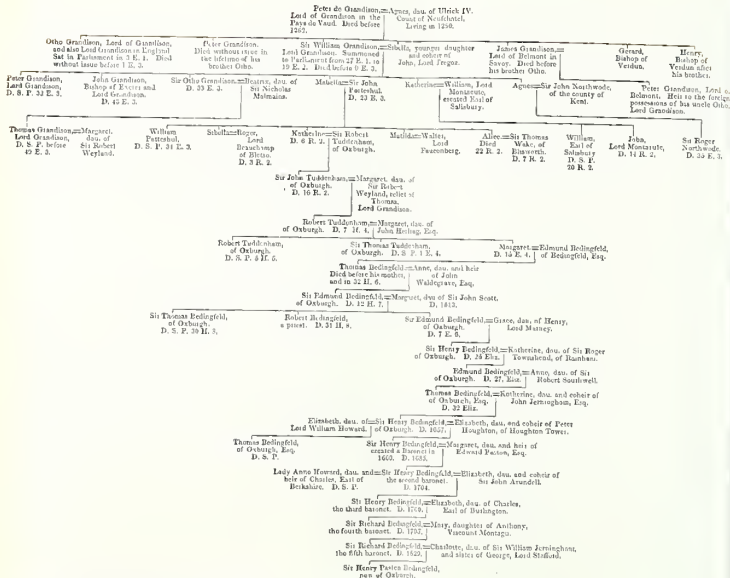 Peter de Grandison,=Agnes, dau. of Ulrick IV.
Lord of Grandison in the Count of Neufchatel,
Pays de Vaud. Died before Living in 1250.
1262.
Otho Grandison, Lord of Grandison, Peter Grandison. Sir William Grandison,=Sibilla, younger daughter James Grandison,= Gerard, Henry,
and also Lord Grandison in England Died without issue in Lord Grandison. Summoned and coheir of Lord of Belmont in Bishop of Bishop of
Sat in Parliament in 3 E. 1. Died the lifetime of his to Parliament from 27 E. 1. to John, Lord Tregoz. Savoy. Died before Verdun. Verdun after
without issue before 1 E. 3. brother Otho. 19 E. 2. Died before 9 E. 3. his brother Otho. his brother.
Peter Grandison, John Grandison, Sir Otho Grandison=Beatrix, dau. of Mabella=Sir John Katherine=William, Lord Agnes=Sir John Northwode, Peter Grandison, Lord of
Lord Grandison, Bishop of Exeter and D. 33 E. 3. Sir Nicholas Pateshul. Montacute, of the county of Belmont. Heir to the foreign
D. S. P. 32 E. 3. Lord Grandison. Malmains. D. 23 E. 3. created Earl of Kent. possessions of his uncle Otho,
D. 43 E. 3. Salisbury. Lord Grandison.
Thomas Grandison,=Margaret, William Sibella=Roger, Katherine=Sir Robert Matilda=Walter, Alice.=Sir Thomas William, John, Sir Roger
Lord Grandison, dau. of Pateshul. Lord D. 6 R. 2. Tuddenham, Lord Died Wake, of Earl of Lord Montacute, Northwode.
D. S. P. before Sir Robert D. S. P. 31 E. 3. Beauchamp of Oxburgh. Fauconberg. 22 R. 2. Blisworth. Salisbury D. 14 R. 2. D. 35 E. 3.
49 E. 3. Weyland. of Bletso. D. 7 R. 2. D. S. P.
D. 3 R. 2. 20 R. 2.
Sir John Tuddenham,=Margaret, dau. of
of Oxburgh. Sir Robert
D. 16 R. 2. Weyland, relict of
Thomas,
Lord Grandison.
Robert Tuddenham,=Margaret, dau. of
of Oxburgh. D. 7 H. 4. John Esq.
Robert Tuddenham, Sir Thomas Tuddenham, Margaret.=Edmund Bedingfeld,
of Oxburgh. of Oxburgh. D. S P 1 E. 4. D. 15 E. 4. of Bedingfeld, Esq.
D. S. P. 5 H. 5.
Thomas Bedingfeld,=Anne, dau. and heir
Died before his mother, of John
and in 32 H. 6. Waldegrave, Esq.
Sir Edmund Bedingfeld,=Margaret, dau of Sir John Scott.
of Oxburgh. D. 12 H. 7. D. 1513.
Sir Thomas Bedingfeld, Robert Bedingfield, Sir Edmund Bedingfeld,=Grace, dau. of Henry,
of Oxburgh. a priest. D. 31 H. 8. of Oxburgh. Lord Marney.
D. S. P. 30 H. 8. D. 7 E. 6.
Sir Henry Bedingfeld,=Katherine, dau. of Sir Roger
of Oxburgh. D. 26 Eliz. Townshend, of Rainham.
Edmund Bedingfeld,=Anne, dau. of Sir
of Oxburgh. D. 27. Eliz. Robert Southwell.
Thomas Bedingfeld,=Katherine, dau. and coheir of
of Oxburgh, Esq. John Jerningham, Esq.
D. 32 Eliz.
Elizabeth, dau. of=Sir Henry Bedingfeld,=Elizabeth, dau. and coheir of Peter
Lord William Howard. of Oxburgh. D. 1657. Houghton, of Houghton Tower.
Thomas Bedingfeld, Sir Henry Bedingfeld,=Margaret, dau. and heir of
of Oxburgh, Esq. created a Baronet in Edward Paston, Esq.
D. S. P. 1660. D. 1685.
Lady Anne Howard, dau. and=Sir Henry Bedingfeld,=Elizabeth, dau. and coheir of
heir of Charles, Earl of the second baronet. Sir John Arundell.
Berkshire, D. S. P. D. 1704.
Sir Henry Bedingfeld,=Elizabeth, dau. of Charles,
the third baronet. D. 1760. Earl of Burlington.
Sir Richard Bedingfeld,=Mary, daughter of Anthony,
the fourth baronet. D. 1795. Viscount Montagu.
Sir Richard Bedingfeld,=Charlotte, dau. of Sir William Jerningham,
the fifth baronet. D. 1829. and sister of George, Lord Stafford.
Sir Henry Paston Bedingfeld,
now of Oxburgh.